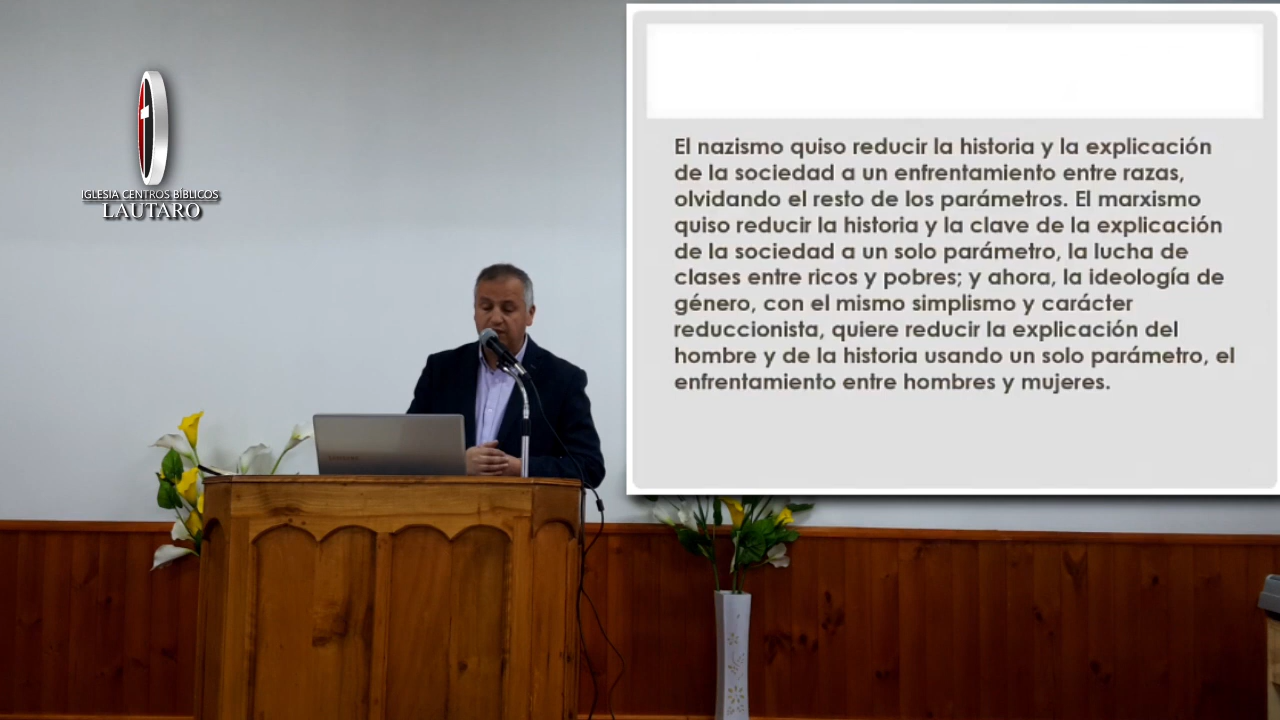 IGLESIA CENTROS BÍBLICOS
LAUTARO
El nazismo quiso reducir la historia y la explicación
de la sociedad a un enfrentamiento entre razas,
olvidando el resto de los parámetros. El marxismo
quiso reducir la historia y la clave de la explicación
de la sociedad a un solo parámetro, la lucha de
clases entre ricos y pobres; y ahora, la ideología de
género, con el mismo simplismo y carácter
reduccionista, quiere reducir la explicación del
hombre y de la historia usando un solo parámetro, el
enfrentamiento entre hombres y mujeres.